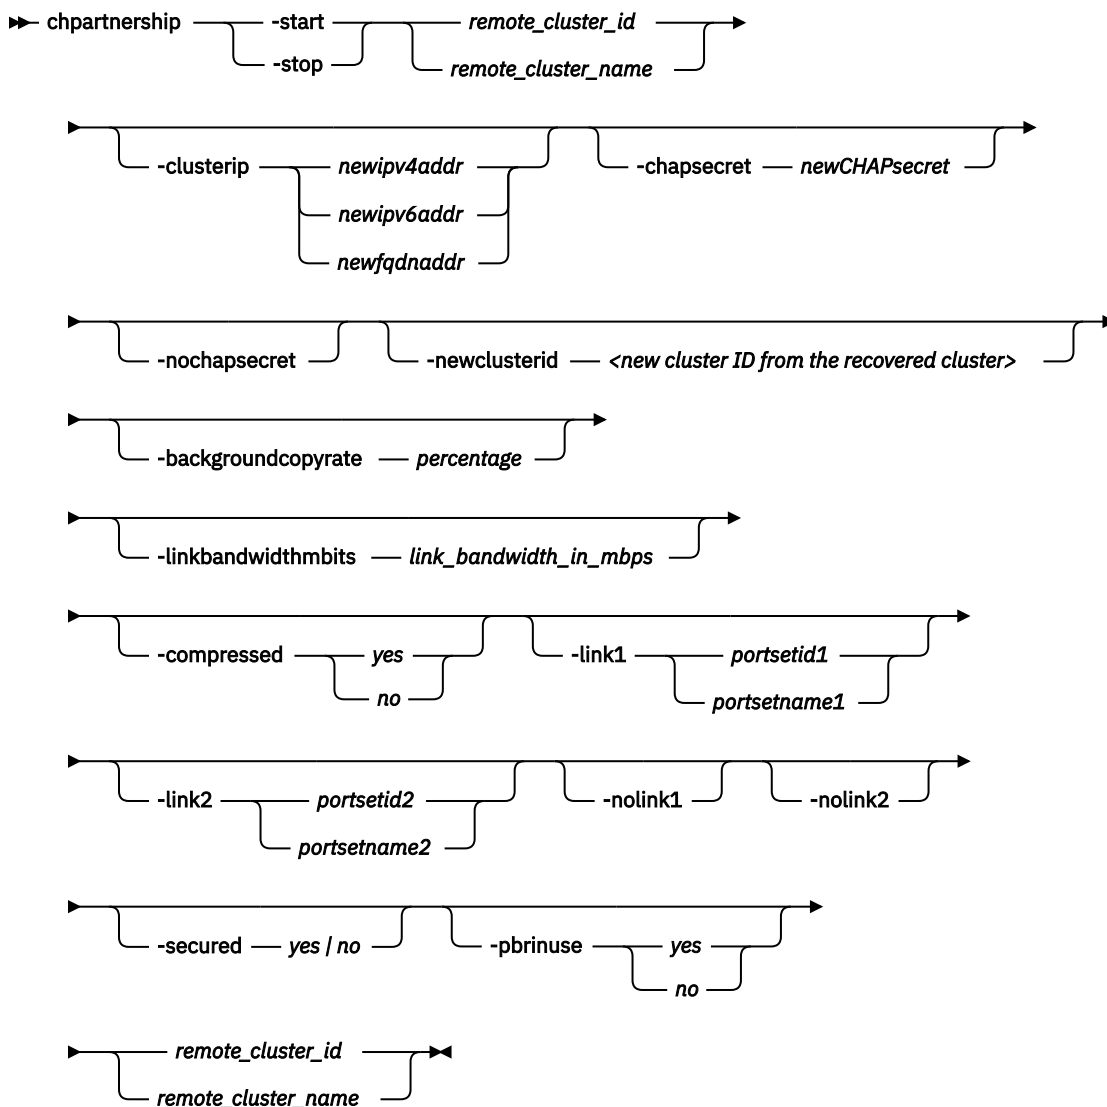 chpartnership -start remote_cluster_id
-stop remote_cluster_name
-clusterip newipv4addr -chapsecret newCHAPsecret
newipv6addr
newfqdnaddr
-nochapsecret -newclusterid <new cluster ID from the recovered cluster>
-backgroundcopyrate percentage
-linkbandwidthmbits link_bandwidth_in_mbps
-compressed yes -link1 portsetid1
no portsetname1
-link2 portsetid2 -nolink1 -nolink2
portsetname2
-secured yes | no -pbrinuse yes
no
remote_cluster_id
remote_cluster_name